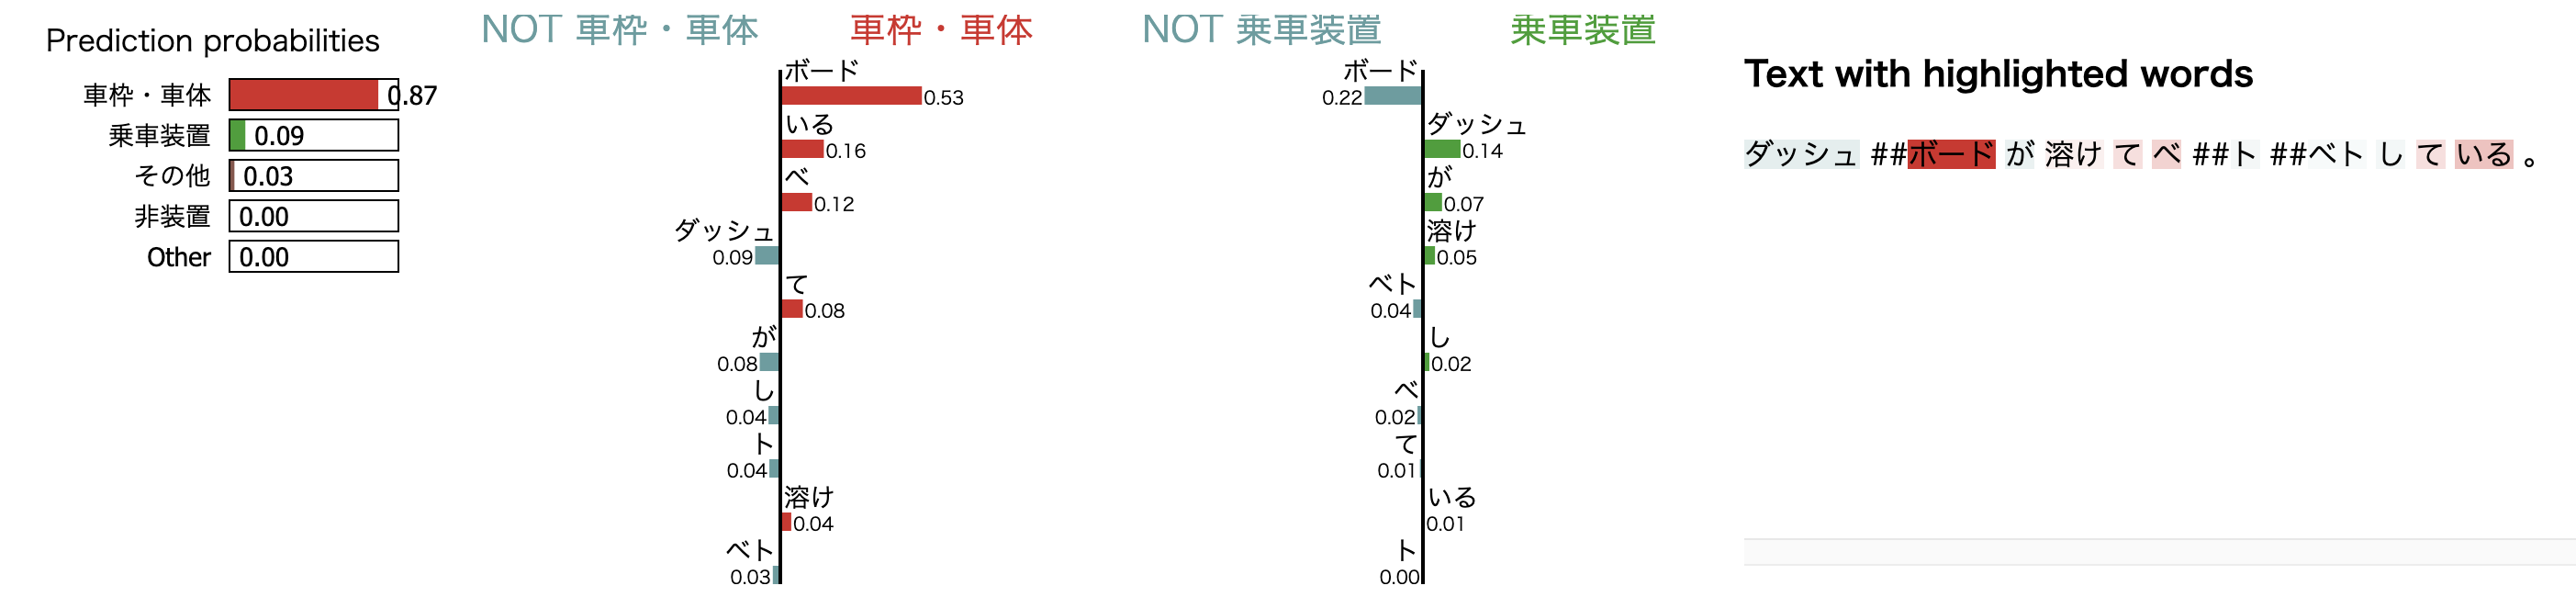 Prediction probabilities
車枠・車体 0.87
乗車装置 0.09
その他 0.03
非装置 0.00
Other 0.00
NOT 車枠・車体 車枠・車体
ボード
0.53
いる
0.16
べ
0.12
ダッシュ
0.09
て
0.08
が
0.08
し
0.04
ト
0.04
溶け
0.04
ベト
0.03
NOT 乗車装置 乗車装置
ボード
0.22
ダッシュ
0.14
が
0.07
溶け
0.05
ベト
0.04
し
0.02
べ
0.02
て
0.01
いる
0.01
ト
0.00
Text with highlighted words
ダッシュ ##ボード が 溶け て べ ##ト ##ベト し て いる 。